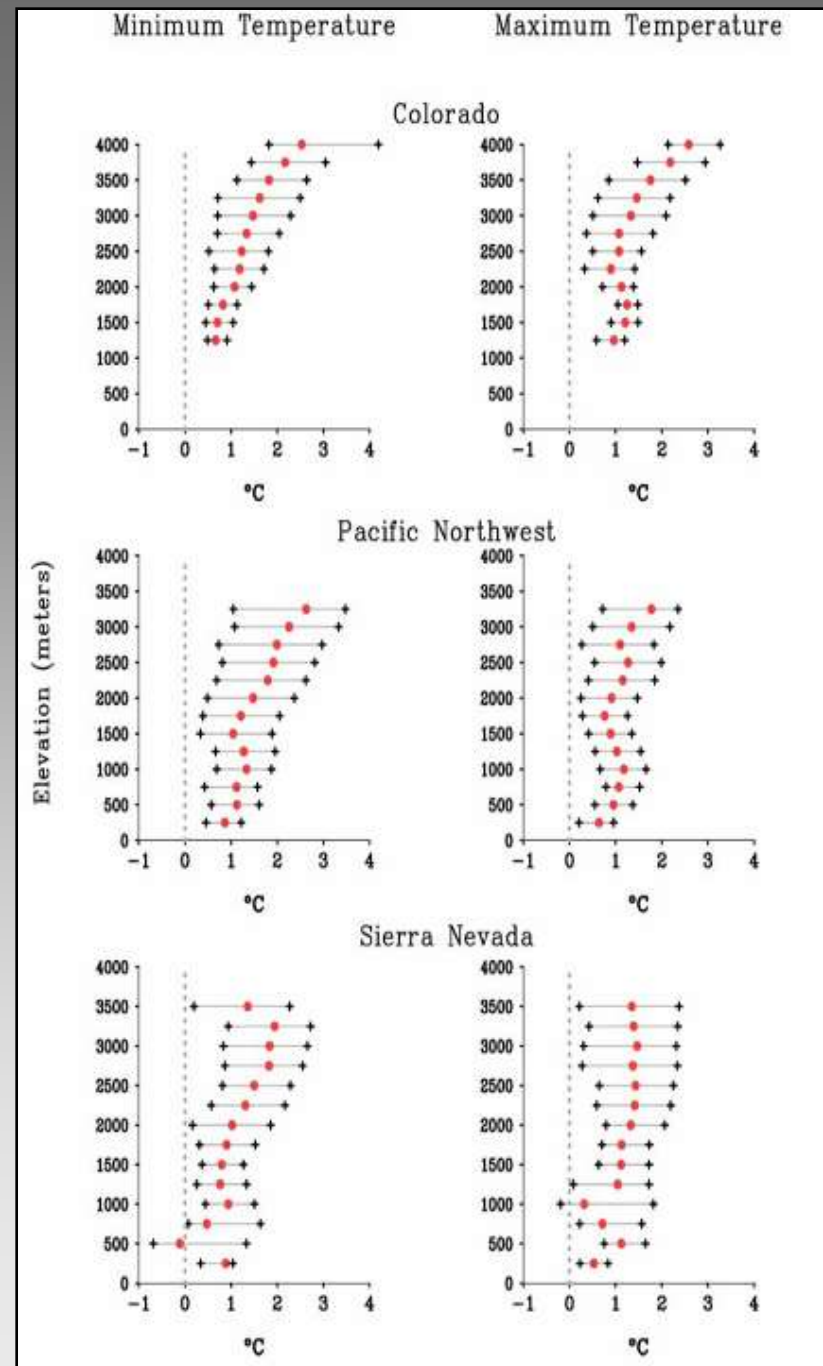 Minimum Temperature Maximum Temperature
Colorado
4000 4000
3500 3500
3000 3000
2500 2500
2000 2000
1500 1500
1000 1000
500 500
0 0
-1 0 1 2 3 4 -1 0 1 2 3 4
°C °C
Pacific Northwest
Elevation (meters)
4000 4000
3500 3500
3000 3000
2500 2500
2000 2000
1500 1500
1000 1000
500 500
0 0
-1 0 1 2 3 4 -1 0 1 2 3 4
°C °C
Sierra Nevada
4000 4000
3500 3500
3000 3000
2500 2500
2000 2000
1500 1500
1000 1000
500 500
0 0
-1 0 1 2 3 4 -1 0 1 2 3 4
°C °C